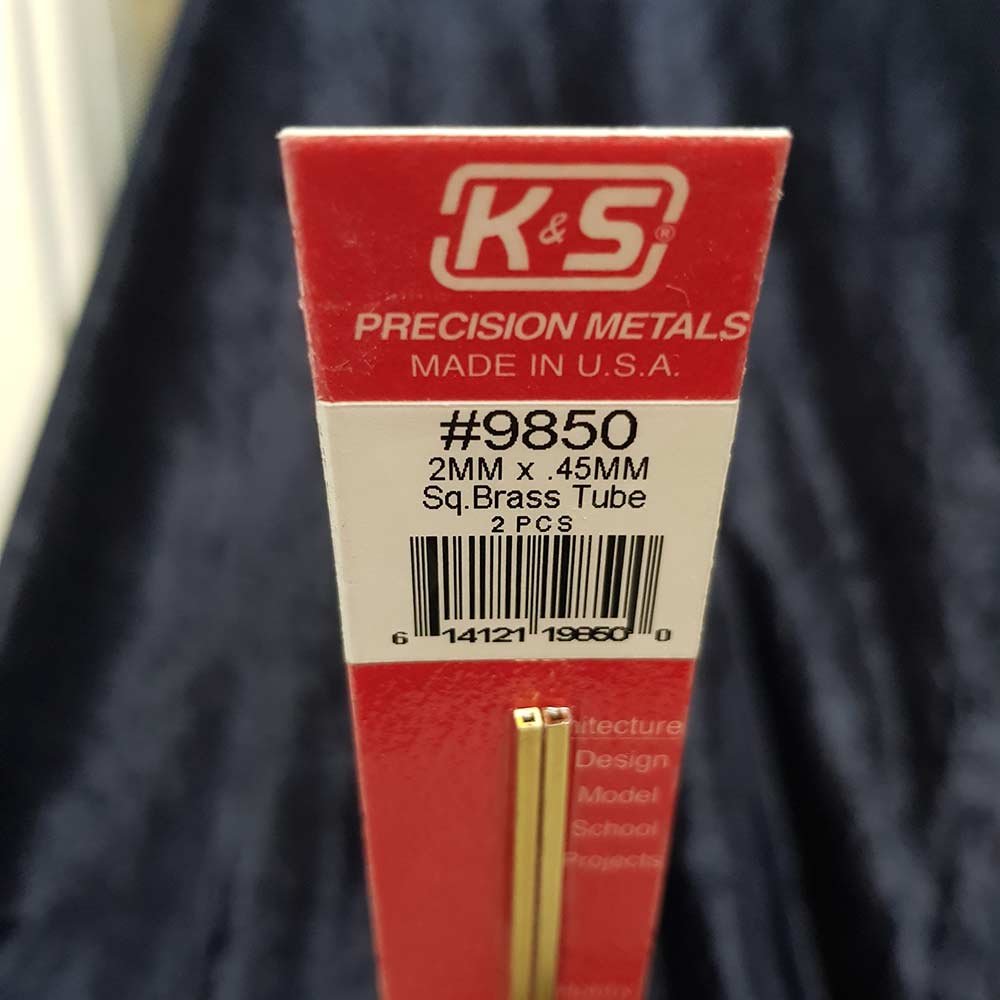 K&S®
PRECISION METALS
MADE IN U.S.A.
#9850
2MM x .45MM
Sq.Brass Tube
2 PCS
6 14121 19850 0
hitecture
Design
Model
School
Projects